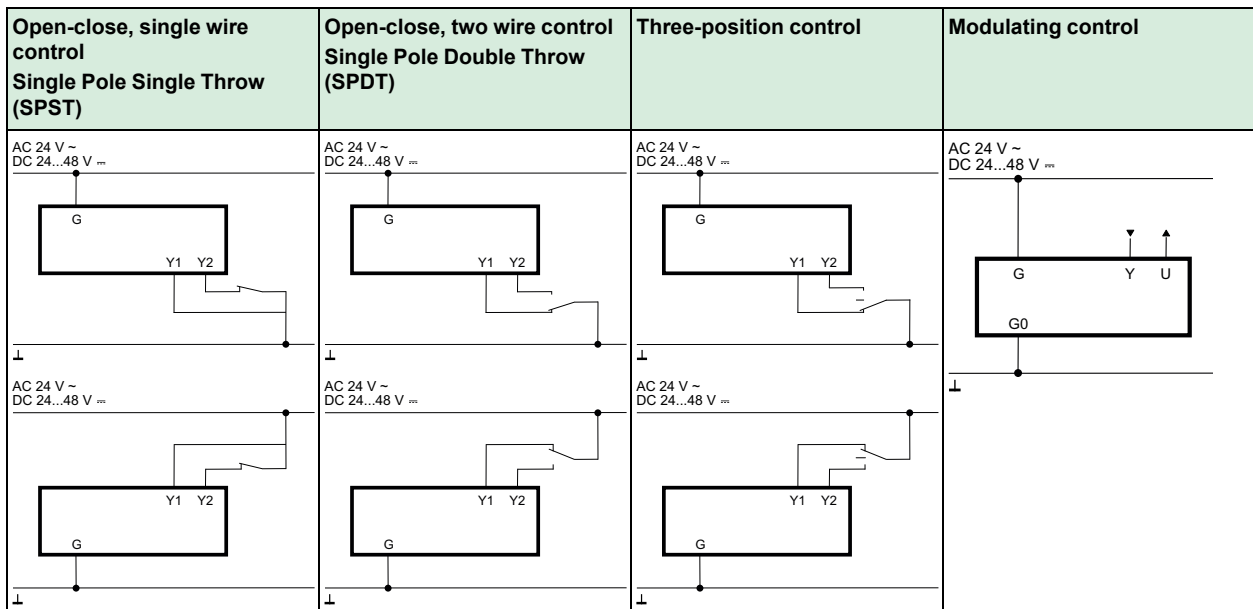 Open-close, single wire
control
Single Pole Single Throw
(SPST)
Open-close, two wire control
Single Pole Double Throw
(SPDT)
Three-position control
Modulating control
AC 24 V ~
DC 24...48 V ⎓
G
Y1 Y2
AC 24 V ~
DC 24...48 V ⎓
Y1 Y2
G
AC 24 V ~
DC 24...48 V ⎓
G
Y1 Y2
AC 24 V ~
DC 24...48 V ⎓
Y1 Y2
G
AC 24 V ~
DC 24...48 V ⎓
G
Y1 Y2
AC 24 V ~
DC 24...48 V ⎓
Y1 Y2
G
AC 24 V ~
DC 24...48 V ⎓
G Y U
G0